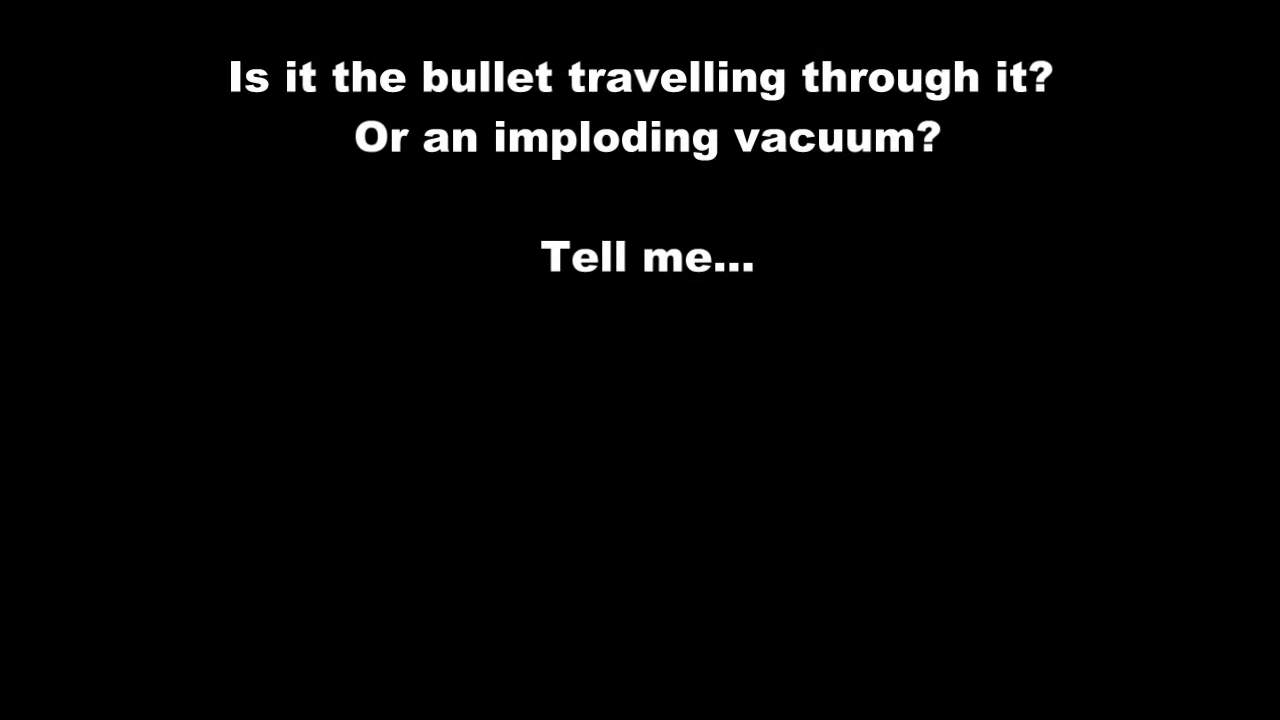 Is it the bullet travelling through it?
Or an imploding vacuum?
Tell me...